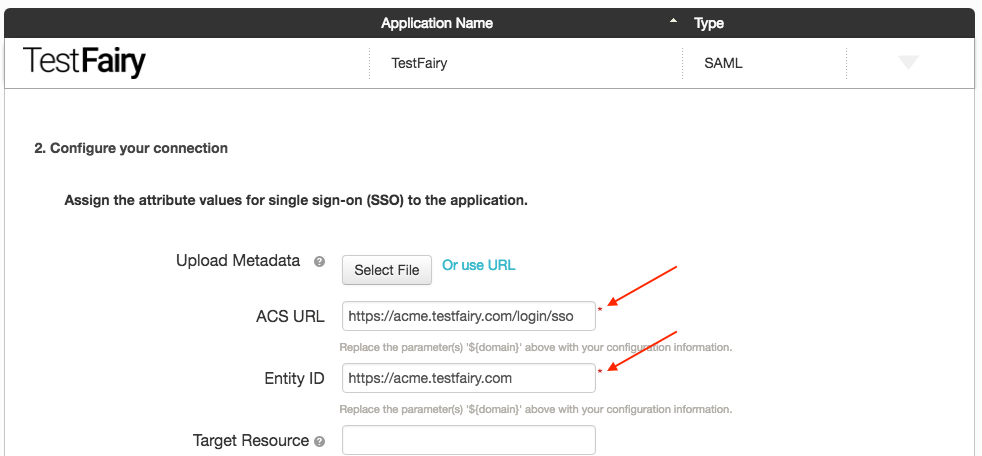 Application Name Type
TestFairy TestFairy SAML
2. Configure your connection
Assign the attribute values for single sign-on (SSO) to the application.
Upload Metadata ? Select File Or use URL
ACS URL https://acme.testfairy.com/login/sso *
Replace the parameter(s) '${domain}' above with your configuration information.
Entity ID https://acme.testfairy.com *
Replace the parameter(s) '${domain}' above with your configuration information.
Target Resource ?